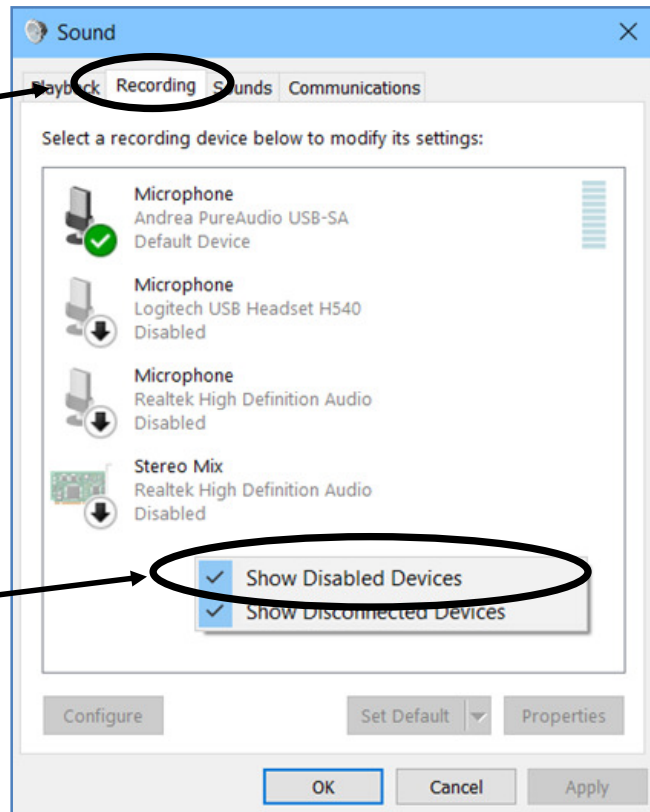 Sound
Playback Recording Sounds Communications
Select a recording device below to modify its settings:
Microphone
Andrea PureAudio USB-SA
Default Device
Microphone
Logitech USB Headset H540
Disabled
Microphone
Realtek High Definition Audio
Disabled
Stereo Mix
Realtek High Definition Audio
Disabled
Show Disabled Devices
Show Disconnected Devices
Configure Set Default Properties
OK Cancel Apply